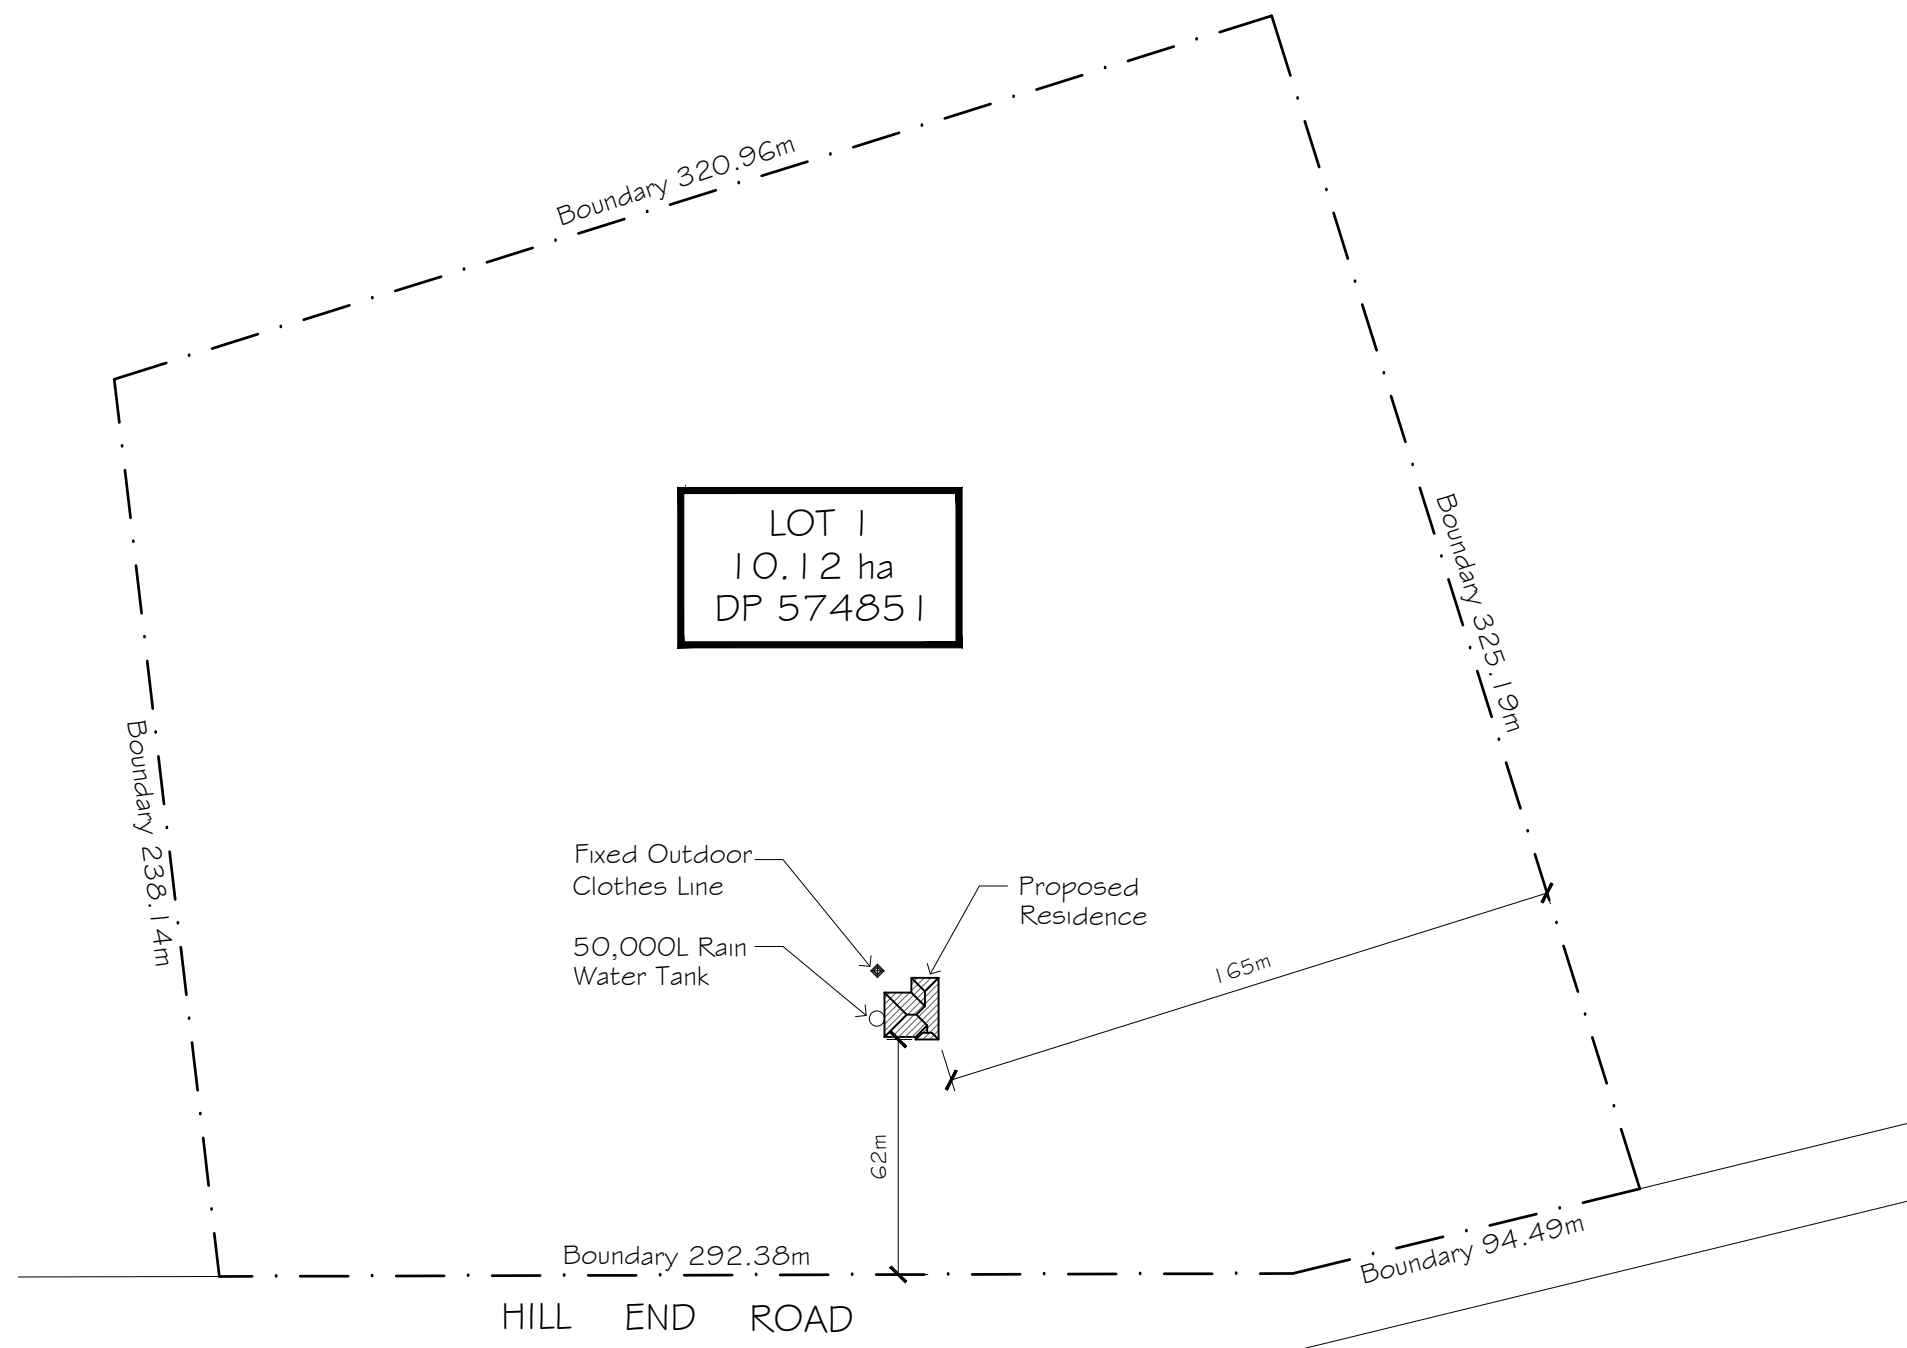 Boundary 320.96m
LOT 1
10.12 ha
DP 574851
Boundary 325.19m
Boundary 238.14m
Fixed Outdoor
Clothes Line
Proposed
Residence
50,000L Rain
Water Tank
165m
62m
Boundary 292.38m
Boundary 94.49m
HILL END ROAD